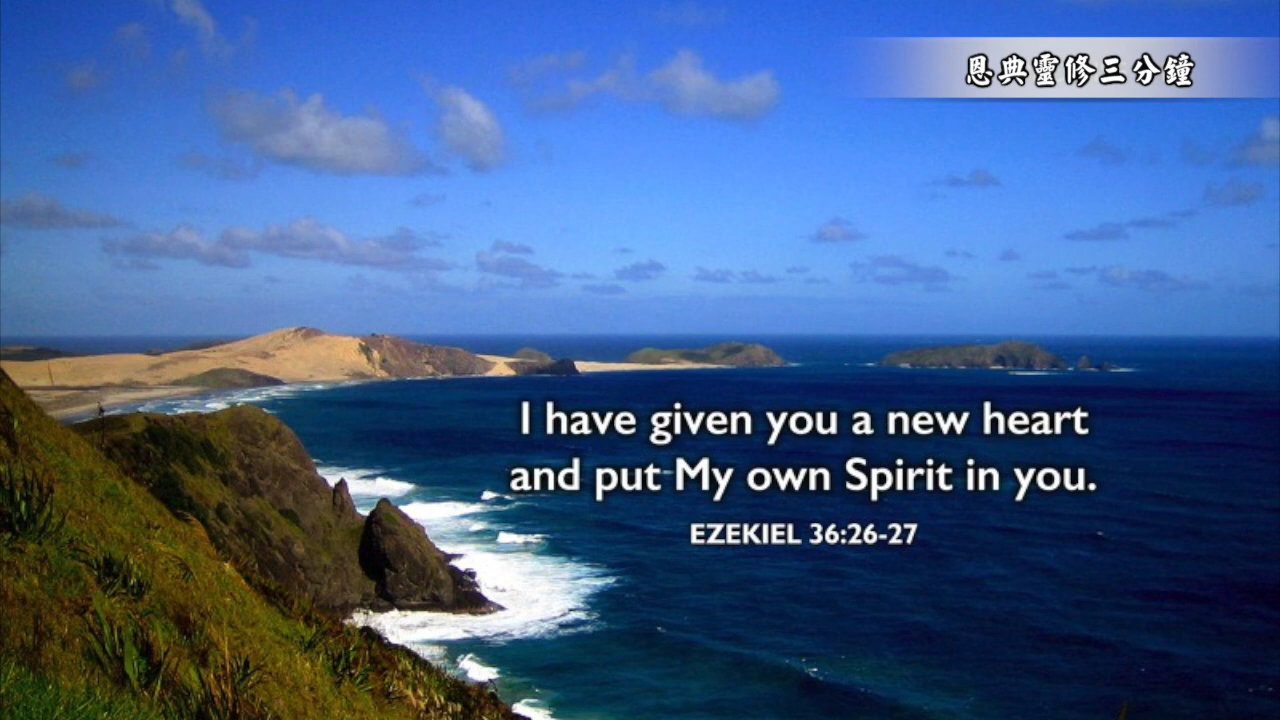 恩典靈修三分鐘
I have given you a new heart
and put My own Spirit in you.
EZEKIEL 36:26-27